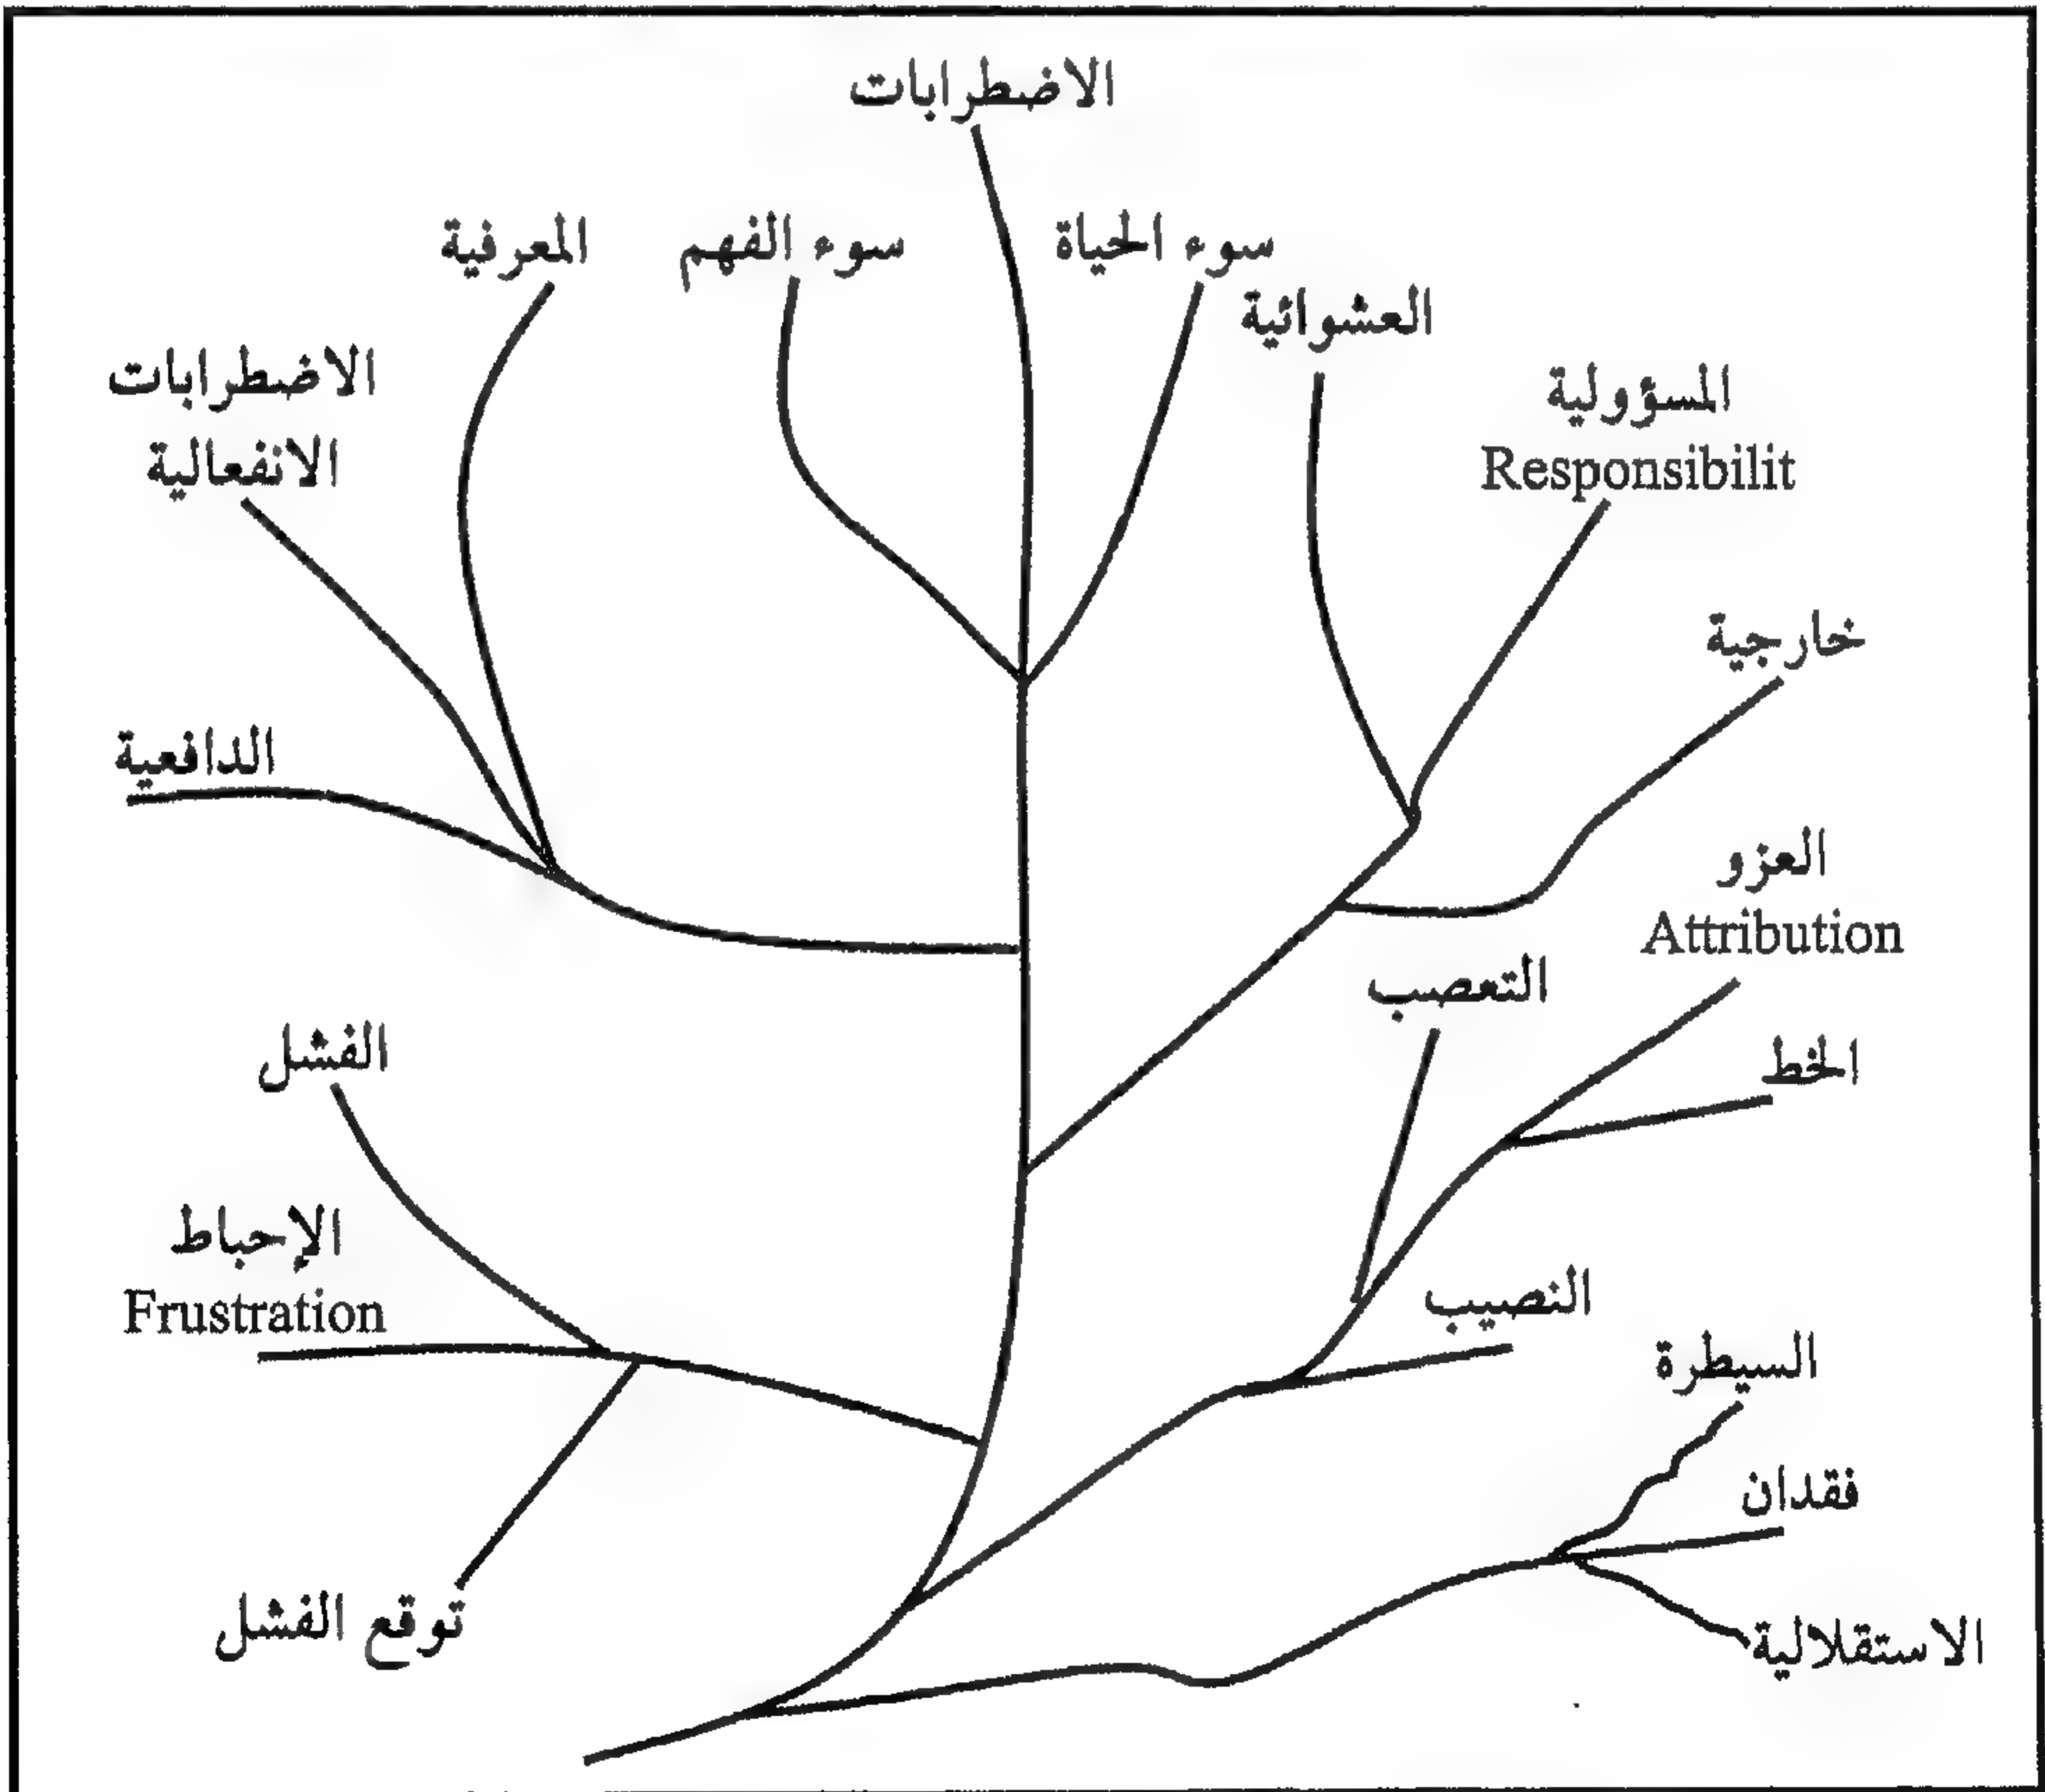 الاضطرابات
سوء الحياة
سوء الفهم
المعرفية
العشوائية
الاضطرابات
الانفعالية
المسؤولية
Responsibilit
خارجية
الدافعية
العزو
Attribution
التعصب
الخط
الفشل
الإحباط
Frustration
النصيب
السيطرة
فقدان
توقع الفشل
الاستقلالية